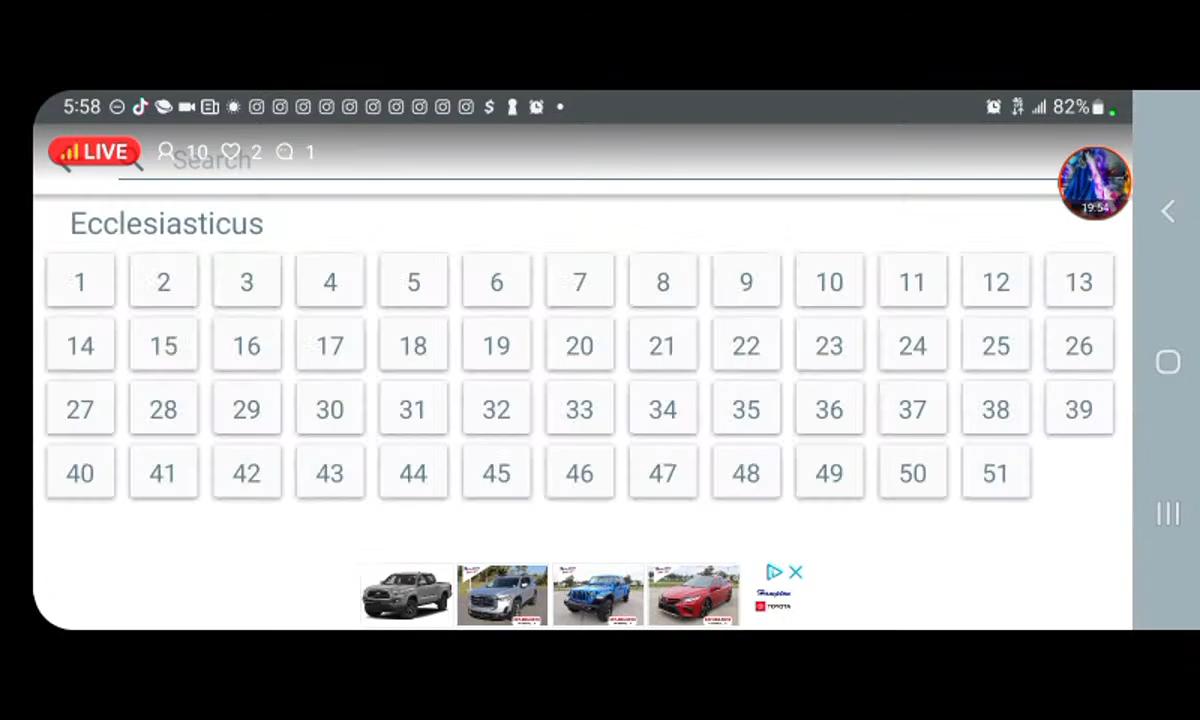 5:58 $ 82%
LIVE 10 2 1
Search
19:54
Ecclesiasticus
1 2 3 4 5 6 7 8 9 10 11 12 13
14 15 16 17 18 19 20 21 22 23 24 25 26
27 28 29 30 31 32 33 34 35 36 37 38 39
40 41 42 43 44 45 46 47 48 49 50 51
Hampton
TOYOTA